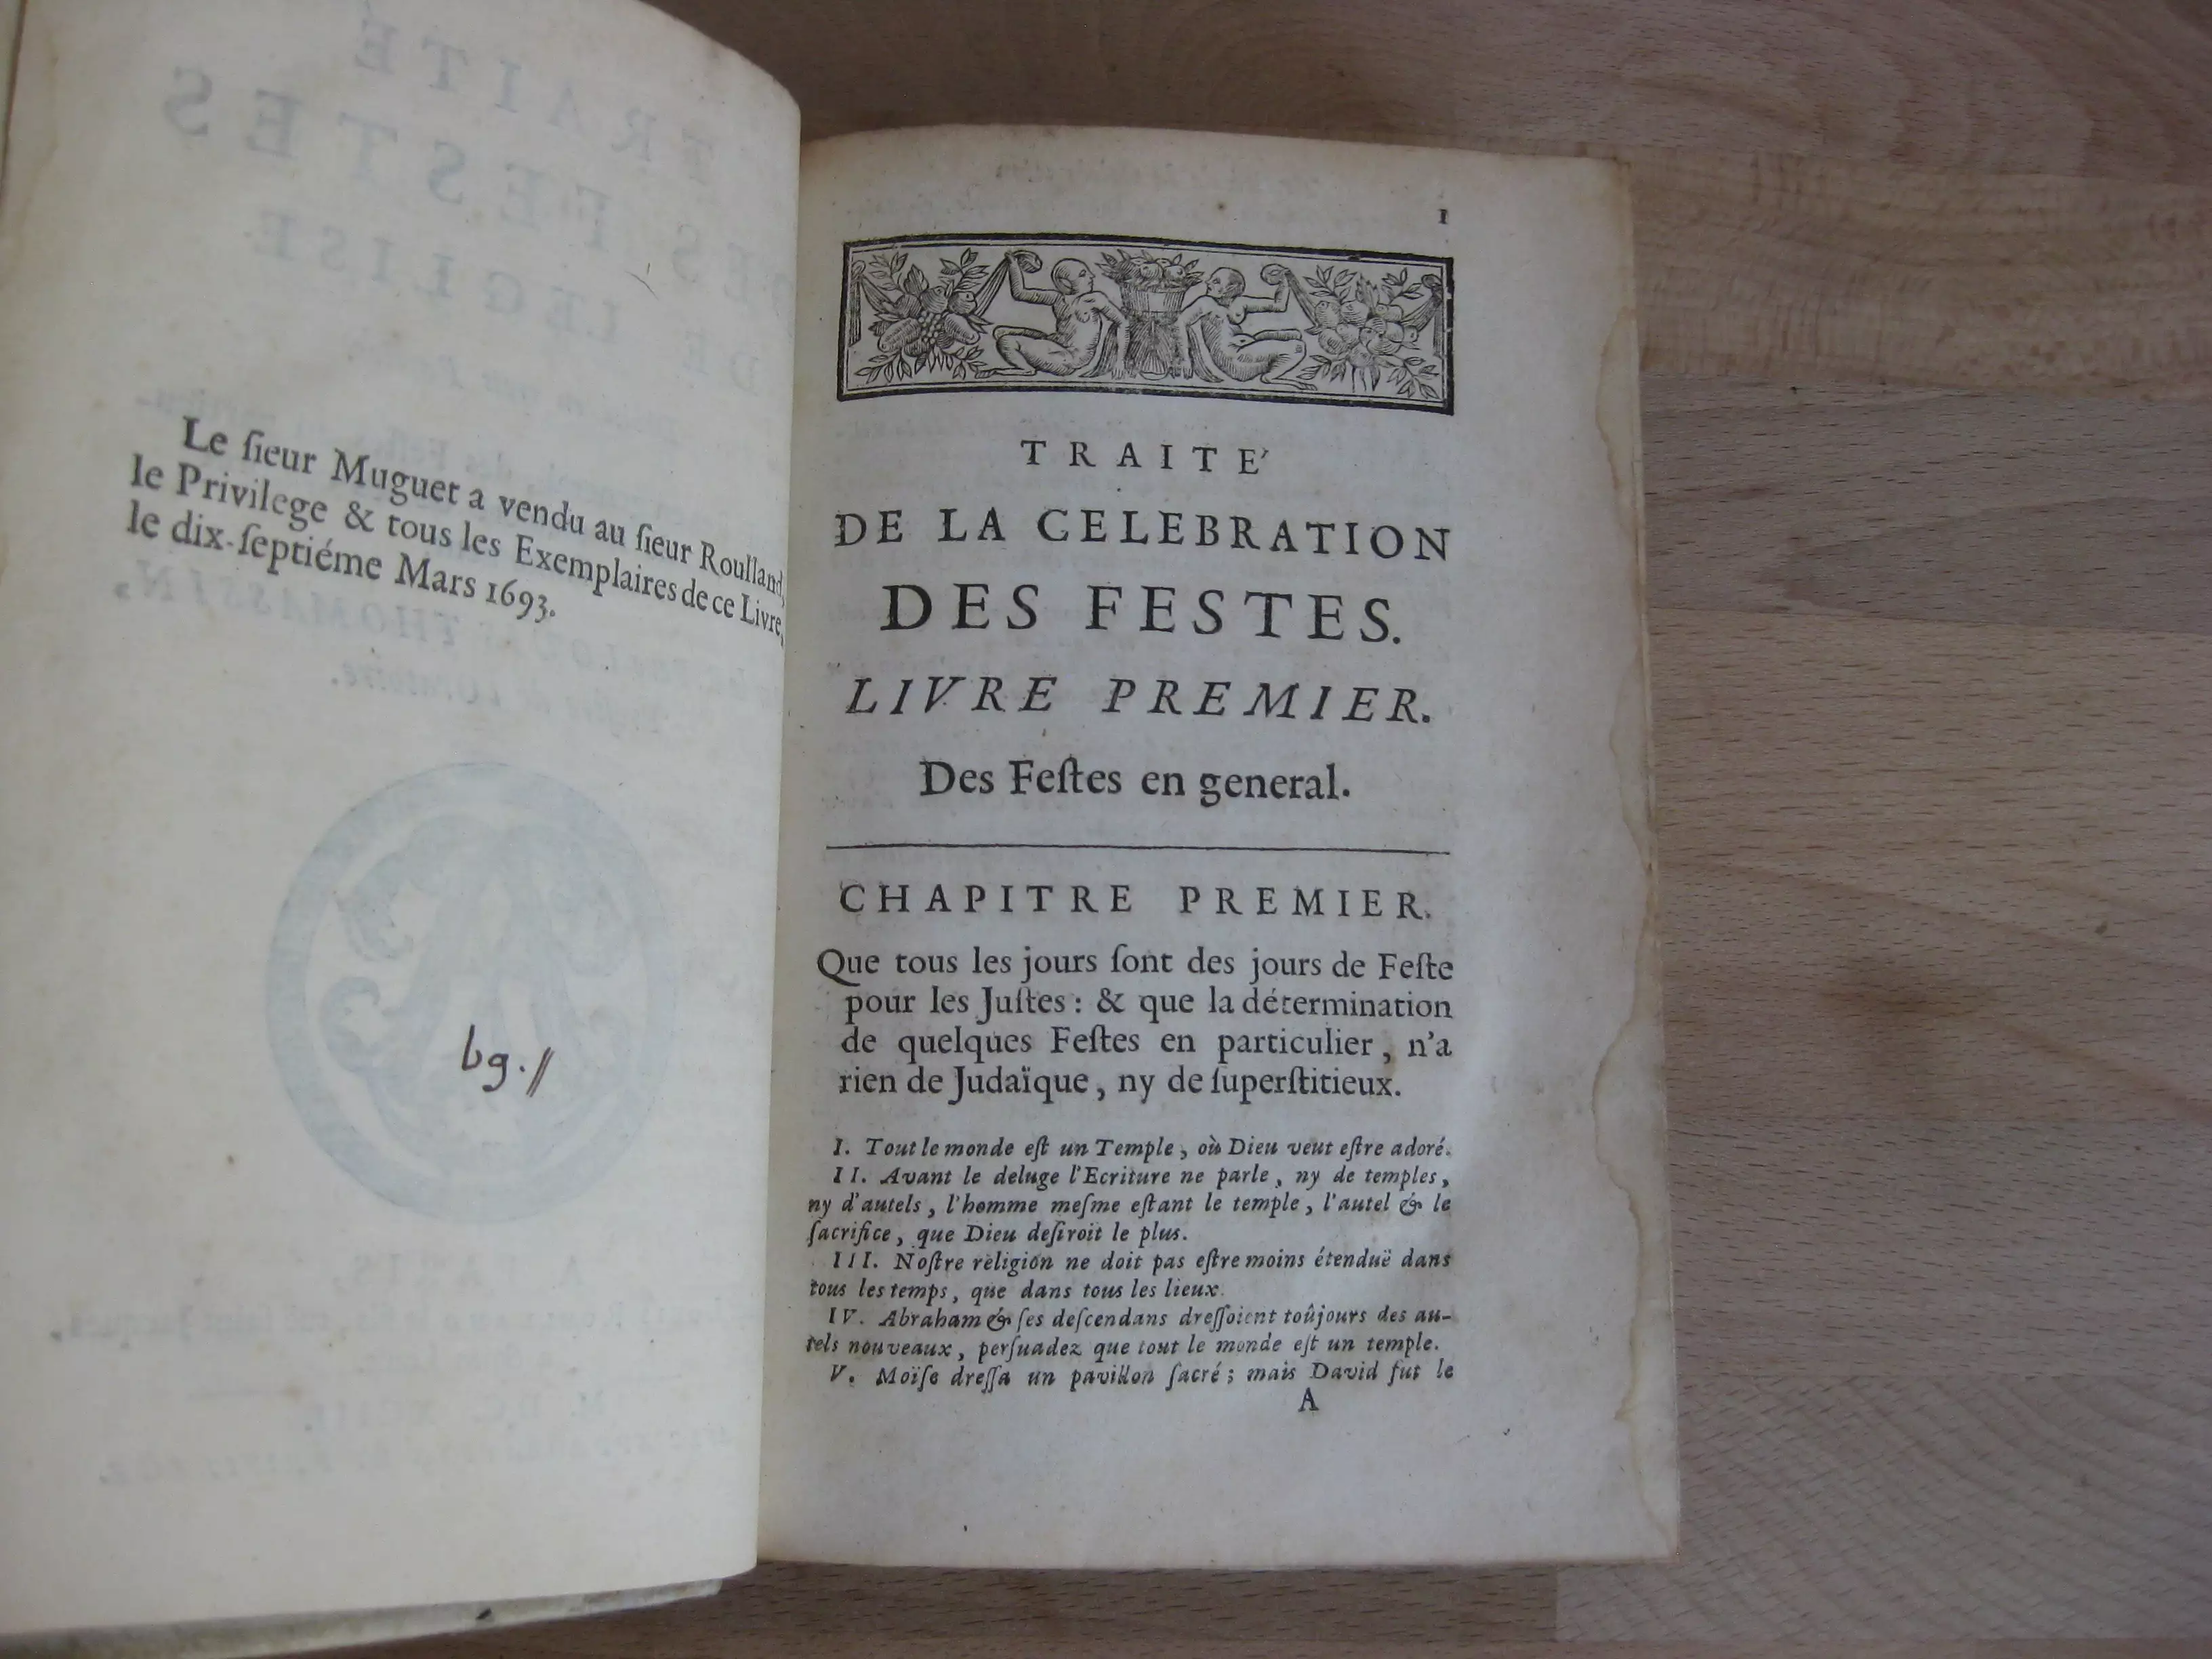 Le ſieur Muguet a vendu au ſieur Roulland,
le Privilege & tous les Exemplaires de ce Livre,
le dix-ſeptiéme Mars 1693.
bg.//
1
TRAITE'
DE LA CELEBRATION
DES FESTES.
LIVRE PREMIER.
Des Feſtes en general.
CHAPITRE PREMIER.
Que tous les jours ſont des jours de Feſte
pour les Juſtes : & que la détermination
de quelques Feſtes en particulier, n'a
rien de Judaïque, ny de ſuperſtitieux.
I. Tout le monde eſt un Temple, où Dieu veut eſtre adoré.
II. Avant le deluge l'Ecriture ne parle, ny de temples,
ny d'autels, l'homme meſme eſtant le temple, l'autel & le
ſacrifice, que Dieu deſiroit le plus.
III. Noſtre religion ne doit pas eſtre moins étenduë dans
tous les temps, que dans tous les lieux.
IV. Abraham & ſes deſcendans dreſſoient toûjours des au-
tels nouveaux, perſuadez que tout le monde eſt un temple.
V. Moïſe dreſſa un pavillon ſacré ; mais David fut le
A